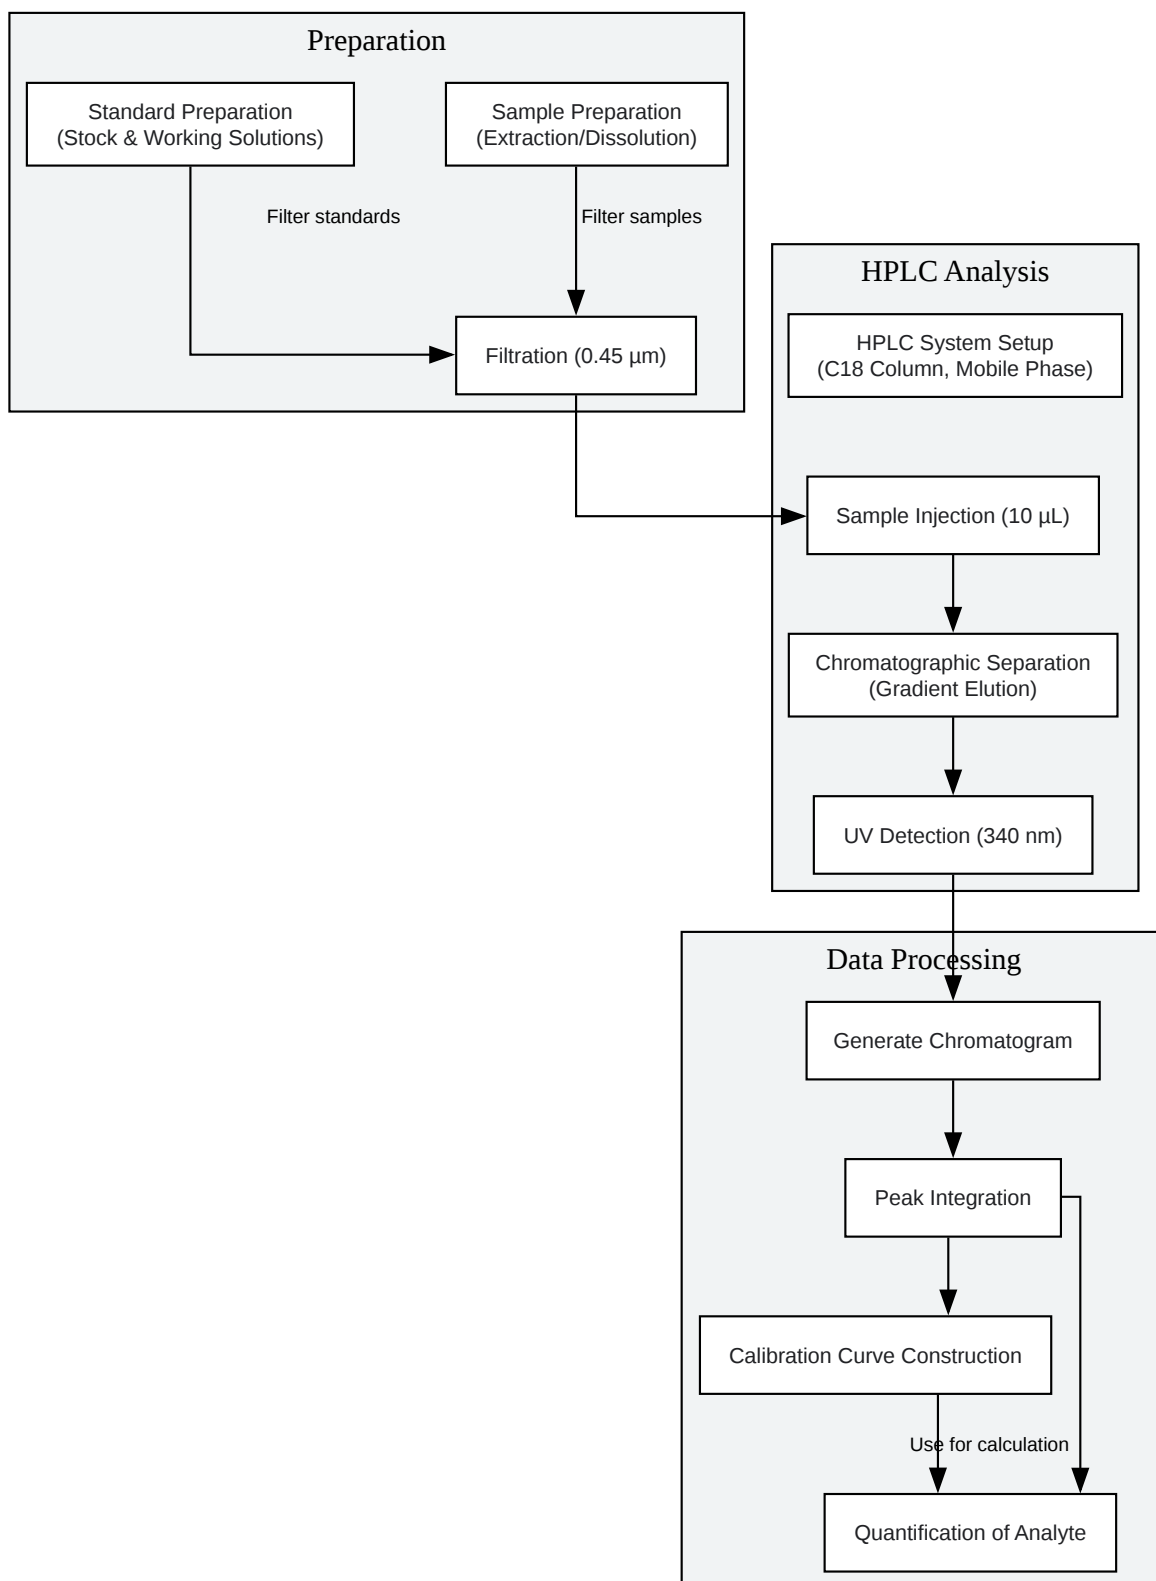 Preparation
Standard Preparation
(Stock & Working Solutions)
Sample Preparation
(Extraction/Dissolution)
Filter standards
Filter samples
Filtration (0.45 µm)
HPLC Analysis
HPLC System Setup
(C18 Column, Mobile Phase)
Sample Injection (10 µL)
Chromatographic Separation
(Gradient Elution)
UV Detection (340 nm)
Data Processing
Generate Chromatogram
Peak Integration
Calibration Curve Construction
Use for calculation
Quantification of Analyte